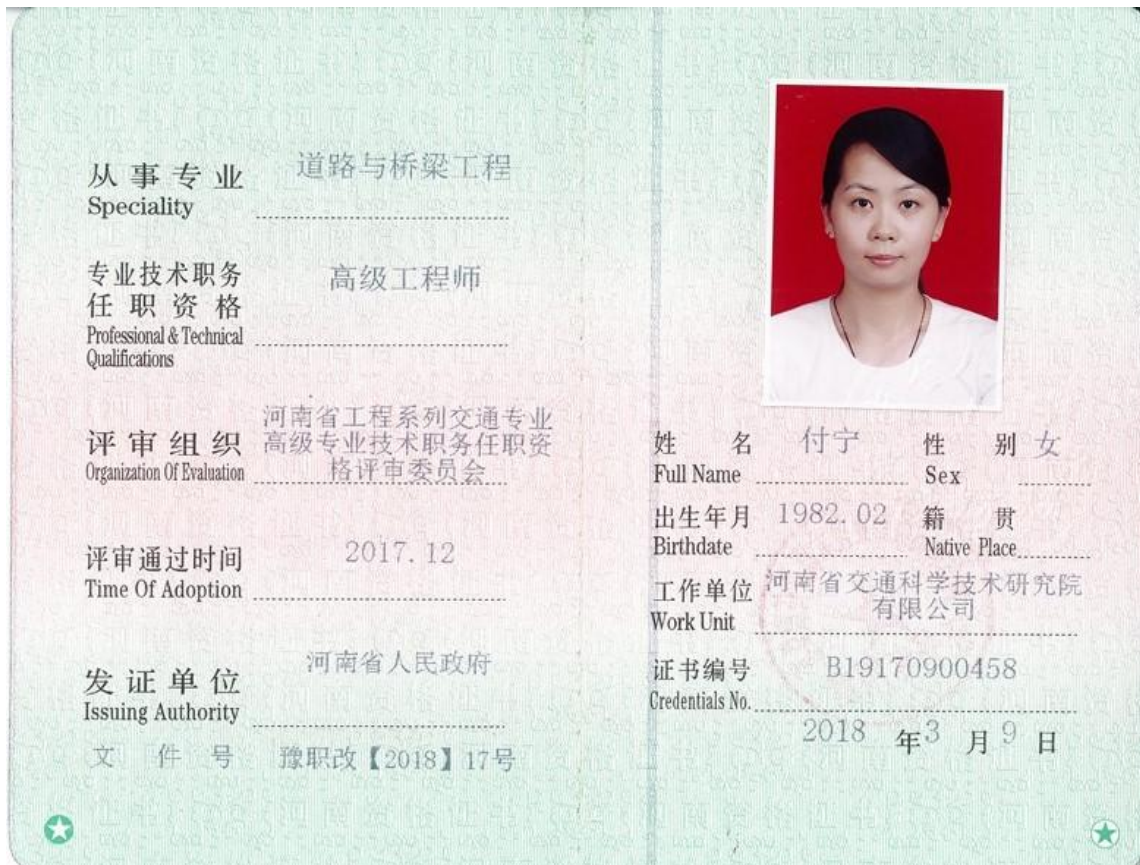 从事专业 道路与桥梁工程
Speciality
专业技术职务 高级工程师
任职资格
Professional & Technical
Qualifications
河南省工程系列交通专业
评审组织 高级专业技术职务任职资
Organization Of Evaluation 格评审委员会
评审通过时间 2017.12
Time Of Adoption
发证单位 河南省人民政府
Issuing Authority
文件号 豫职改【2018】17号
姓名 付宁 性别 女
Full Name Sex
出生年月 1982.02 籍贯
Birthdate Native Place
工作单位 河南省交通科学技术研究院
Work Unit 有限公司
证书编号 B19170900458
Credentials No.
2018 年 3 月 9 日